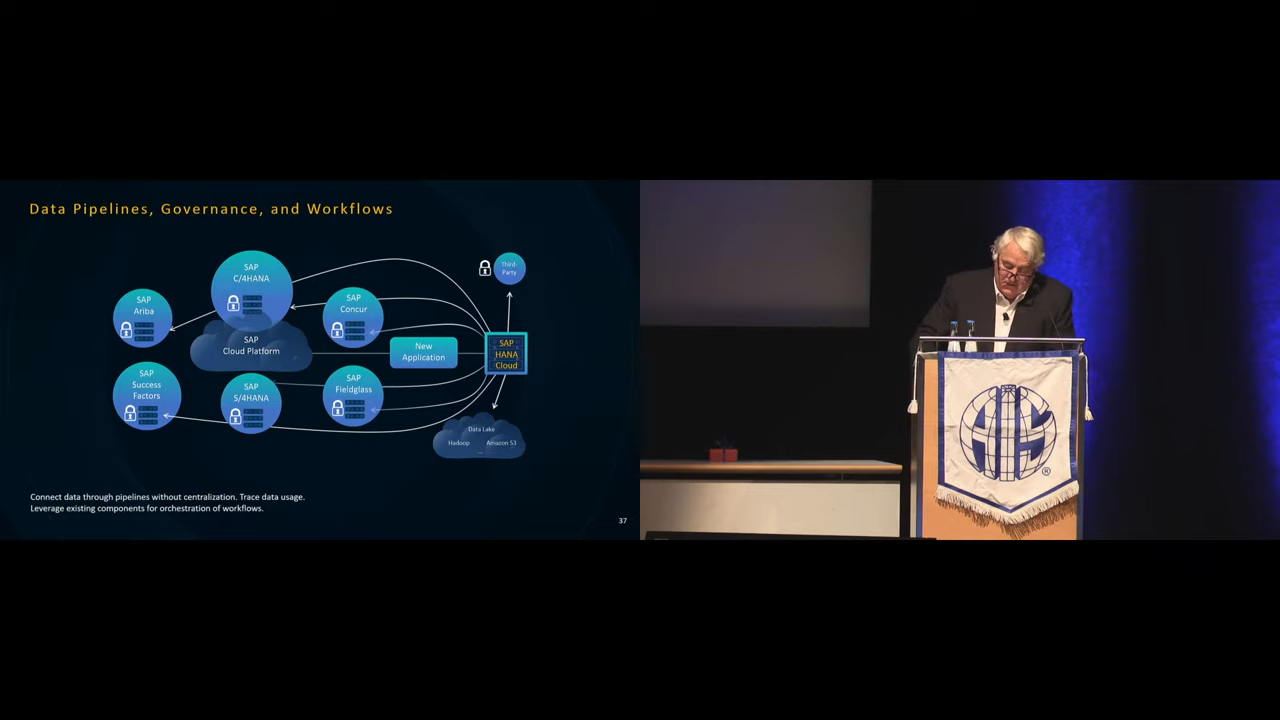 Data Pipelines, Governance, and Workflows
SAP
C/4HANA
Third-
Party
SAP
Ariba
SAP
Concur
SAP
Cloud Platform
New
Application
SAP
HANA
Cloud
SAP
Success
Factors
SAP
S/4HANA
SAP
Fieldglass
Data Lake
Hadoop Amazon S3
...
Connect data through pipelines without centralization. Trace data usage.
Leverage existing components for orchestration of workflows.
37
®